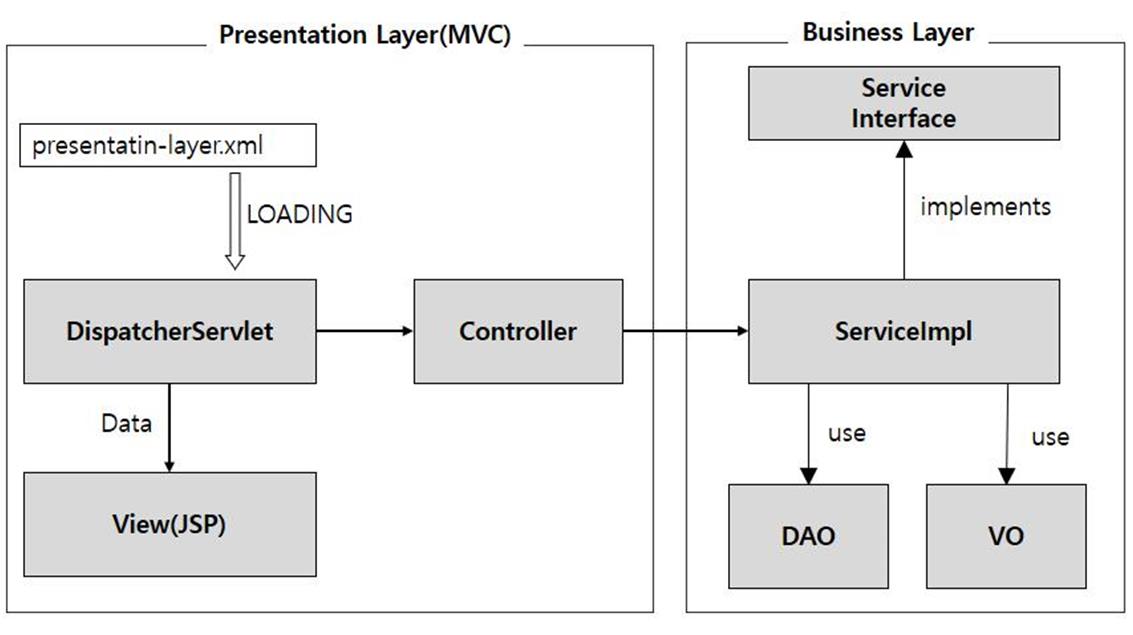 Presentation Layer(MVC)
Business Layer
presentatin-layer.xml
LOADING
DispatcherServlet
Controller
Data
View(JSP)
Service
Interface
implements
ServiceImpl
use
use
DAO
VO